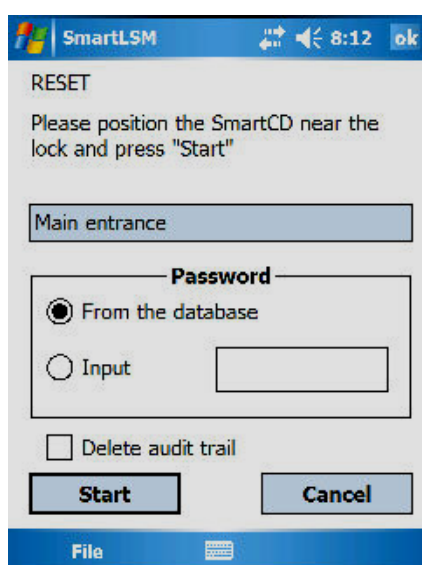 SmartLSM 8:12 ok
RESET
Please position the SmartCD near the
lock and press "Start"
Main entrance
Password
From the database
Input
Delete audit trail
Start Cancel
File